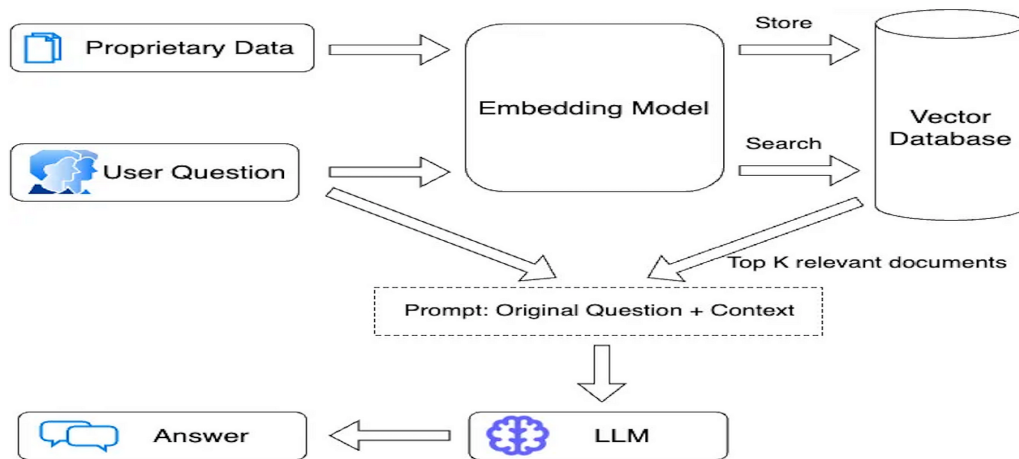 Store
Proprietary Data
Embedding Model
Vector
Database
Search
User Question
Top K relevant documents
Prompt: Original Question + Context
Answer
LLM